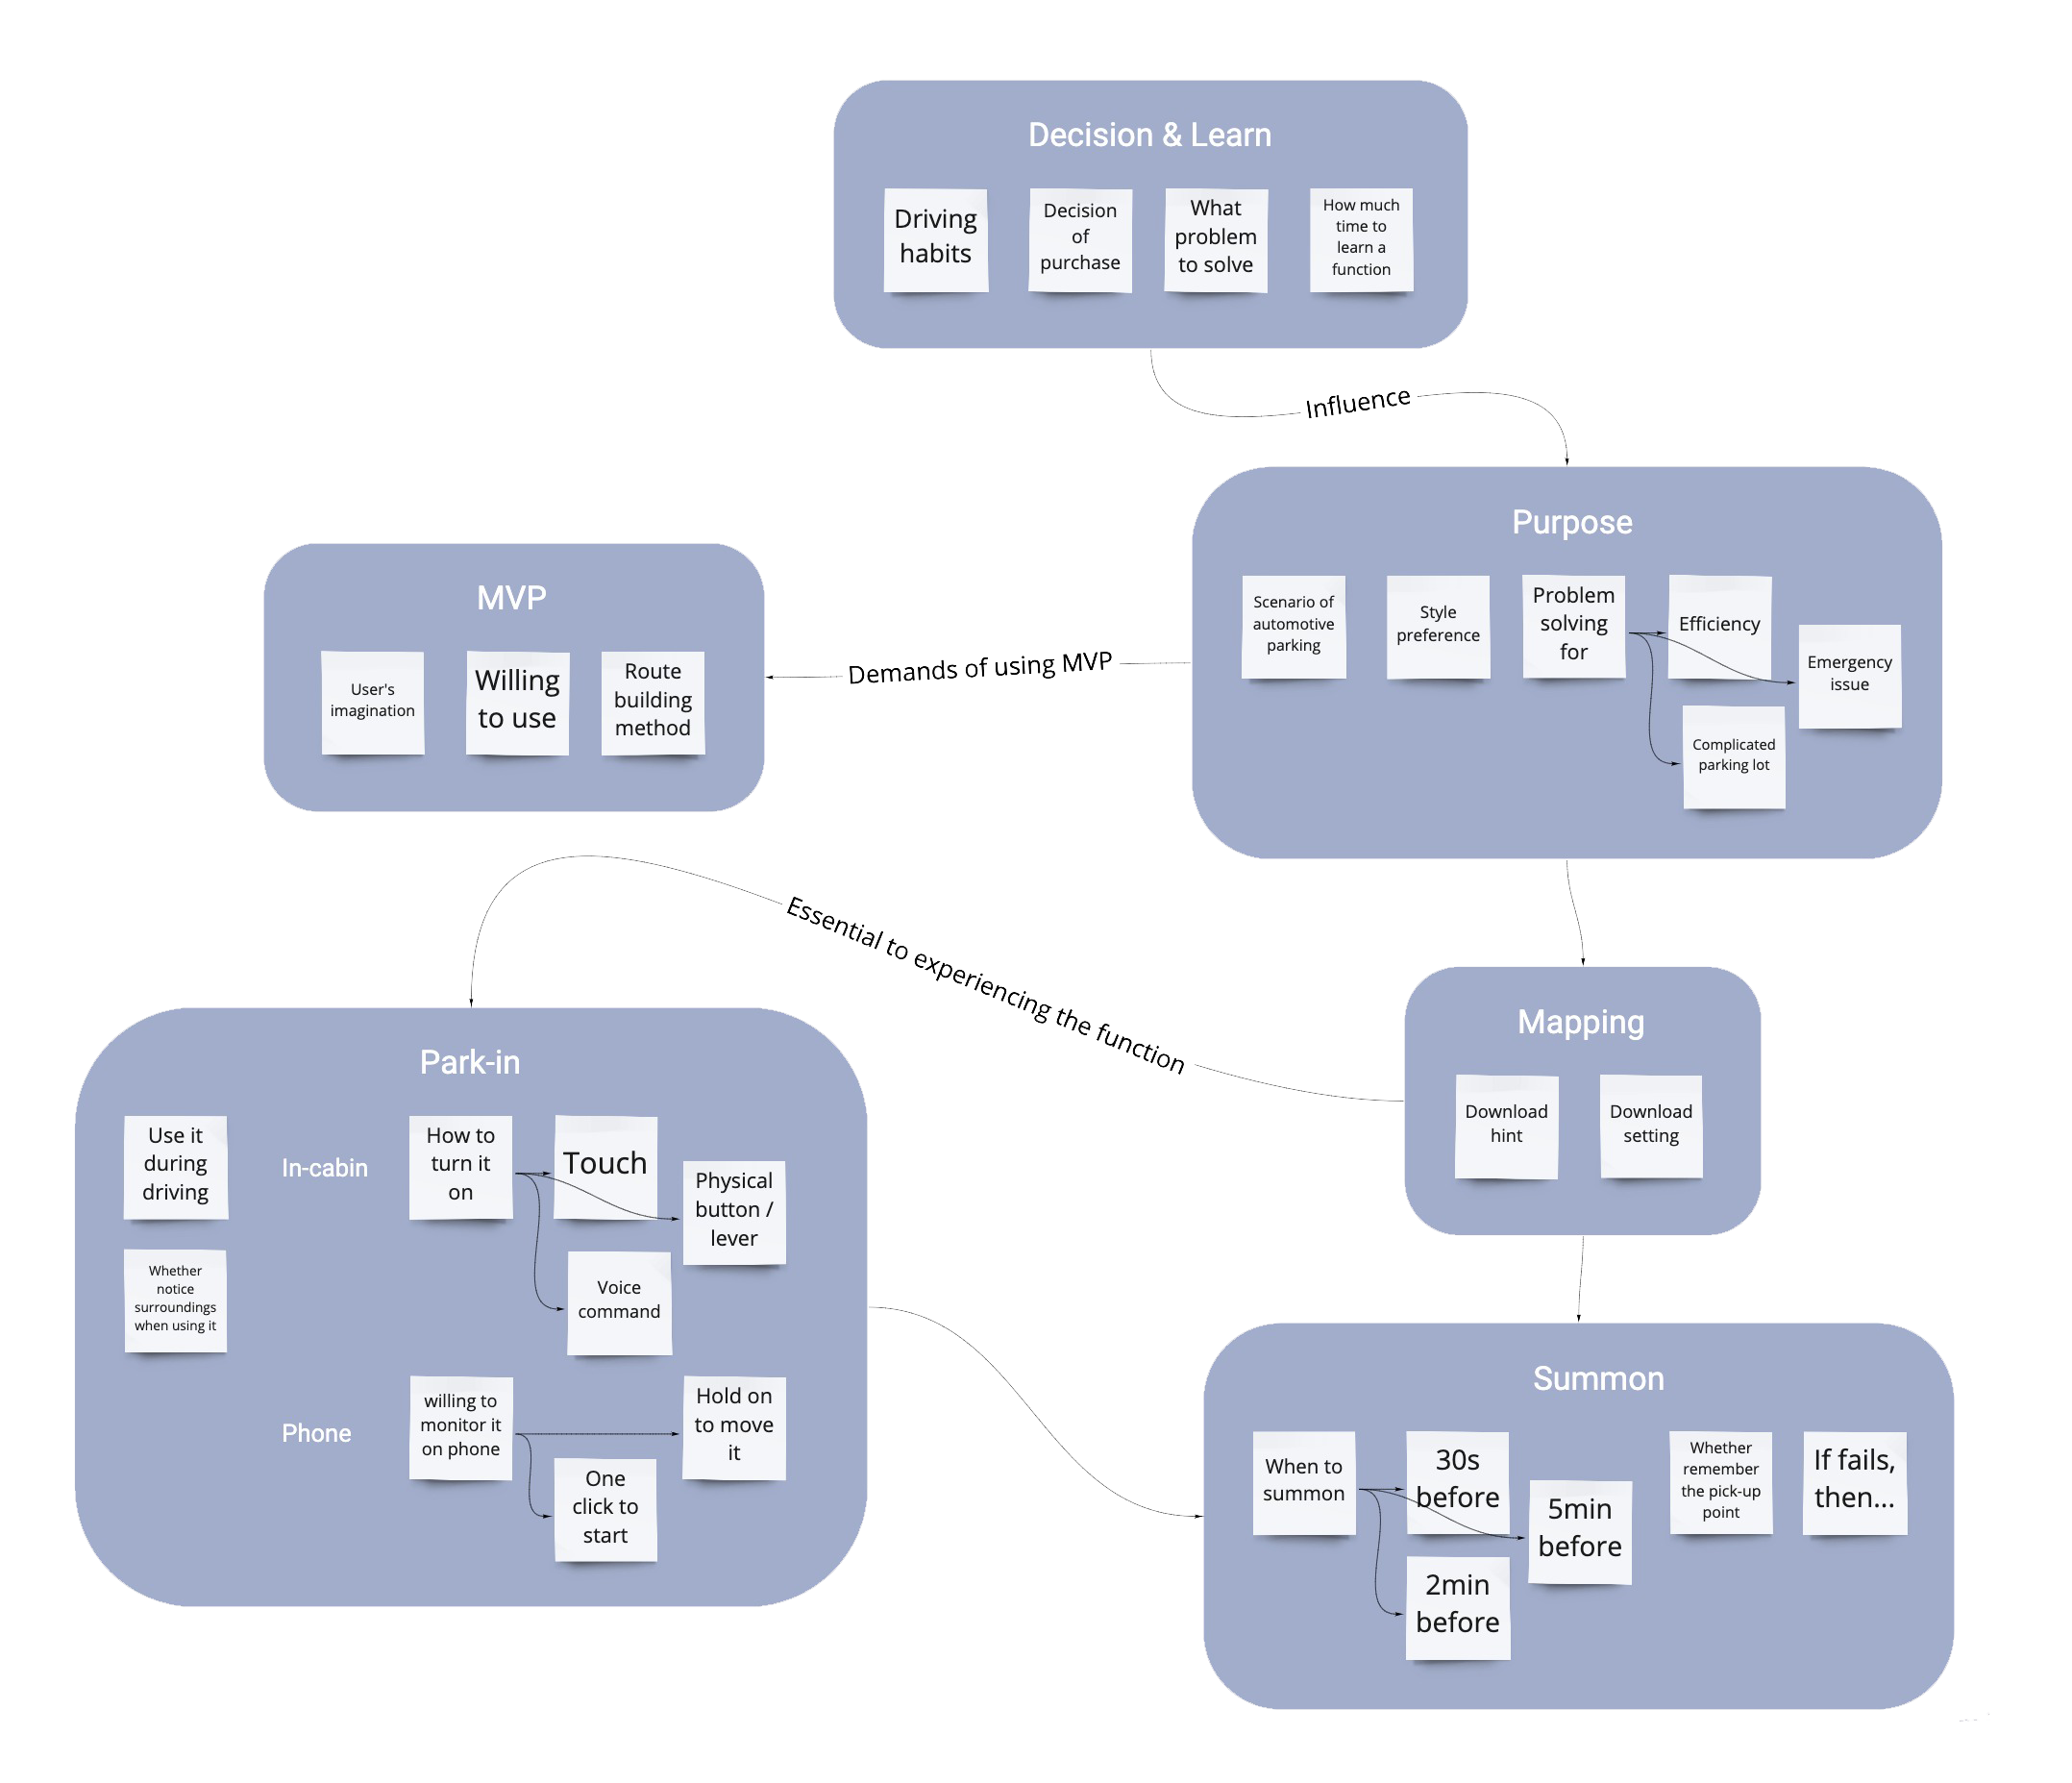 Decision & Learn
Driving
habits
Decision
of
purchase
What
problem
to solve
How much
time to
learn a
function
Influence
Purpose
Scenario of
automotive
parking
Style
preference
Problem
solving
for
Efficiency
Emergency
issue
Complicated
parking lot
Demands of using MVP
MVP
User's
imagination
Willing
to use
Route
building
method
Essential to experiencing the function
Mapping
Download
hint
Download
setting
Park-in
Use it
during
driving
In-cabin
How to
turn it
on
Touch
Physical
button /
lever
Whether
notice
surroundings
when using it
Voice
command
Phone
willing to
monitor it
on phone
Hold on
to move
it
One
click to
start
Summon
When to
summon
30s
before
5min
before
2min
before
Whether
remember
the pick-up
point
If fails,
then...